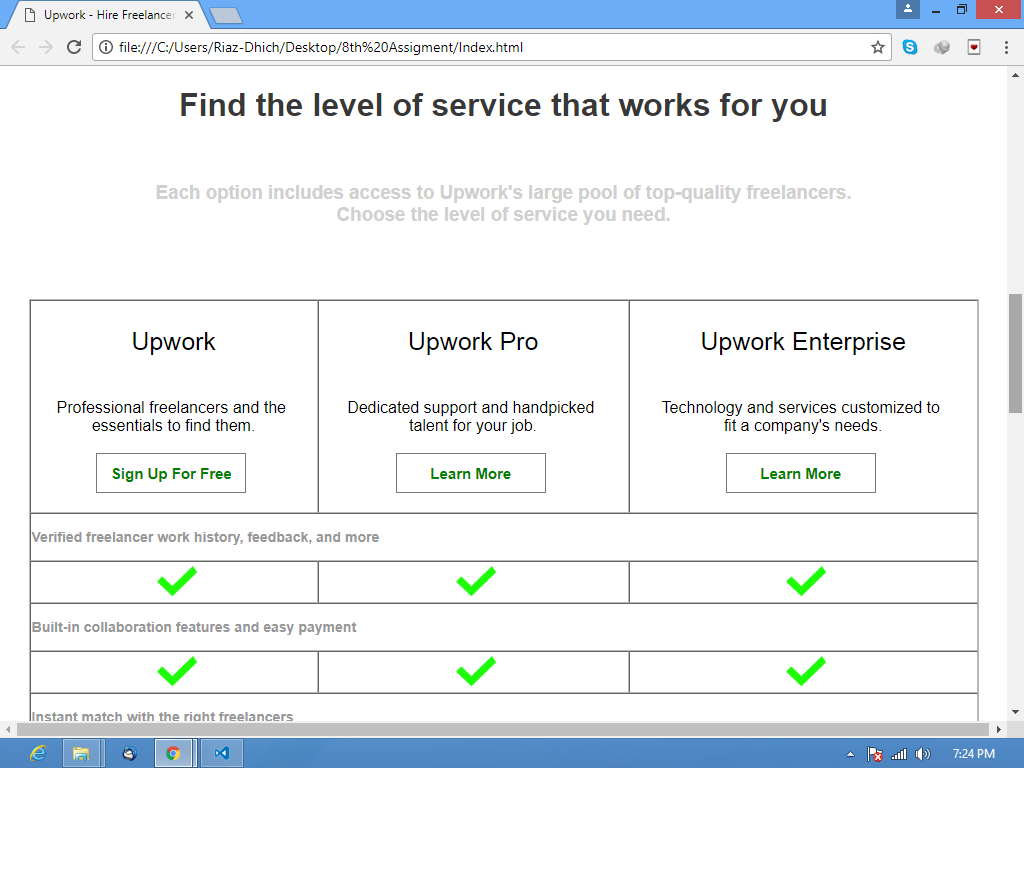 Upwork - Hire Freelancer
file:///C:/Users/Riaz-Dhich/Desktop/8th%20Assigment/Index.html
Find the level of service that works for you
Each option includes access to Upwork's large pool of top-quality freelancers.
Choose the level of service you need.
Upwork
Professional freelancers and the
essentials to find them.
Sign Up For Free
Upwork Pro
Dedicated support and handpicked
talent for your job.
Learn More
Upwork Enterprise
Technology and services customized to
fit a company's needs.
Learn More
Verified freelancer work history, feedback, and more
Built-in collaboration features and easy payment
Instant match with the right freelancers
7:24 PM